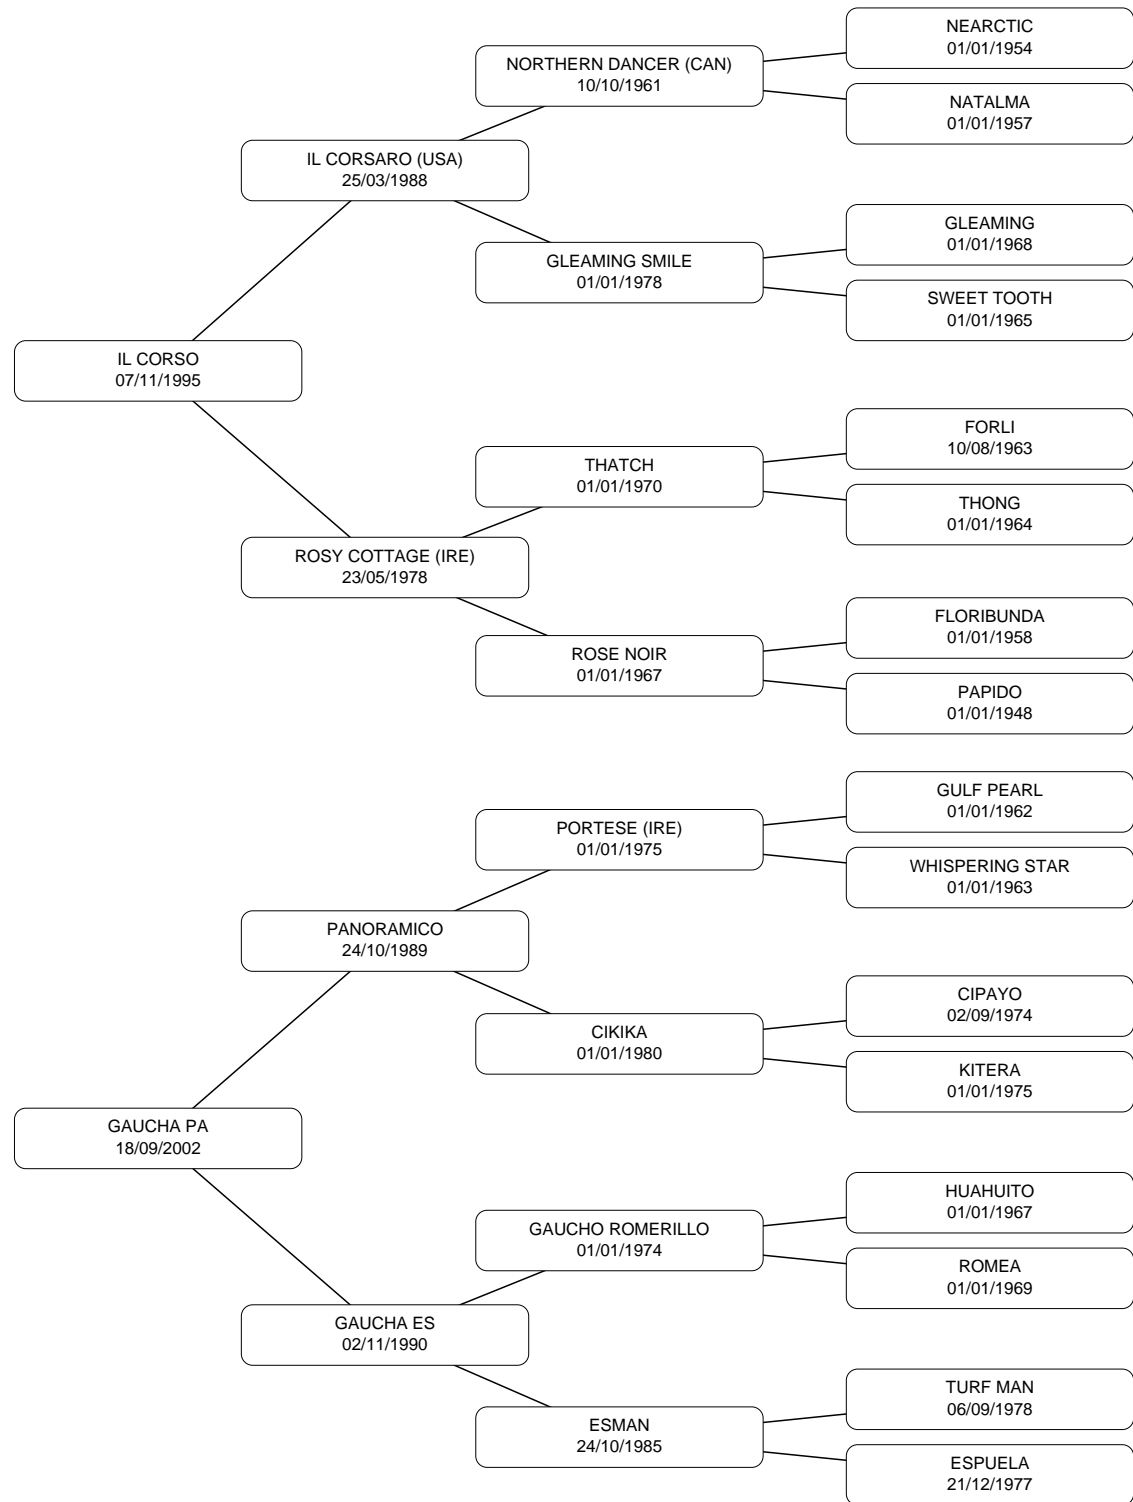 NEARCTIC
01/01/1954
NORTHERN DANCER (CAN)
10/10/1961
NATALMA
01/01/1957
IL CORSARO (USA)
25/03/1988
GLEAMING
01/01/1968
GLEAMING SMILE
01/01/1978
SWEET TOOTH
01/01/1965
IL CORSO
07/11/1995
FORLI
10/08/1963
THATCH
01/01/1970
THONG
01/01/1964
ROSY COTTAGE (IRE)
23/05/1978
FLORIBUNDA
01/01/1958
ROSE NOIR
01/01/1967
PAPIDO
01/01/1948
GULF PEARL
01/01/1962
PORTESE (IRE)
01/01/1975
WHISPERING STAR
01/01/1963
PANORAMICO
24/10/1989
CIPAYO
02/09/1974
CIKIKA
01/01/1980
KITERA
01/01/1975
GAUCHA PA
18/09/2002
HUAHUITO
01/01/1967
GAUCHO ROMERILLO
01/01/1974
ROMEA
01/01/1969
GAUCHA ES
02/11/1990
TURF MAN
06/09/1978
ESMAN
24/10/1985
ESPUELA
21/12/1977